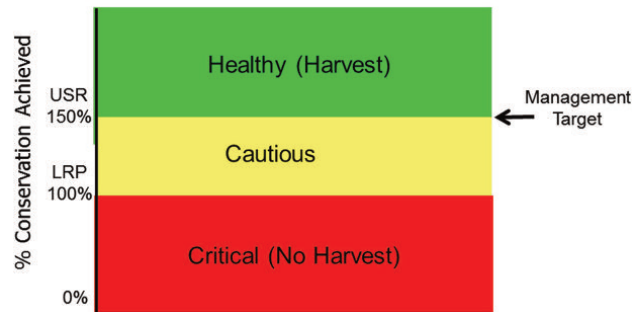 % Conservation Achieved
USR
150%
LRP
100%
0%
Healthy (Harvest)
Cautious
Critical (No Harvest)
Management
Target